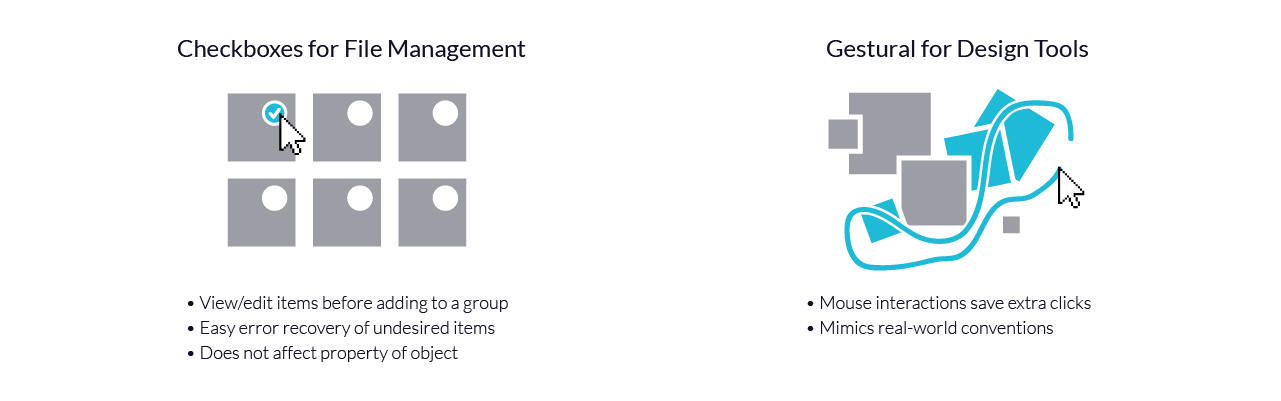 Checkboxes for File Management
• View/edit items before adding to a group
• Easy error recovery of undesired items
• Does not affect property of object
Gestural for Design Tools
• Mouse interactions save extra clicks
• Mimics real-world conventions